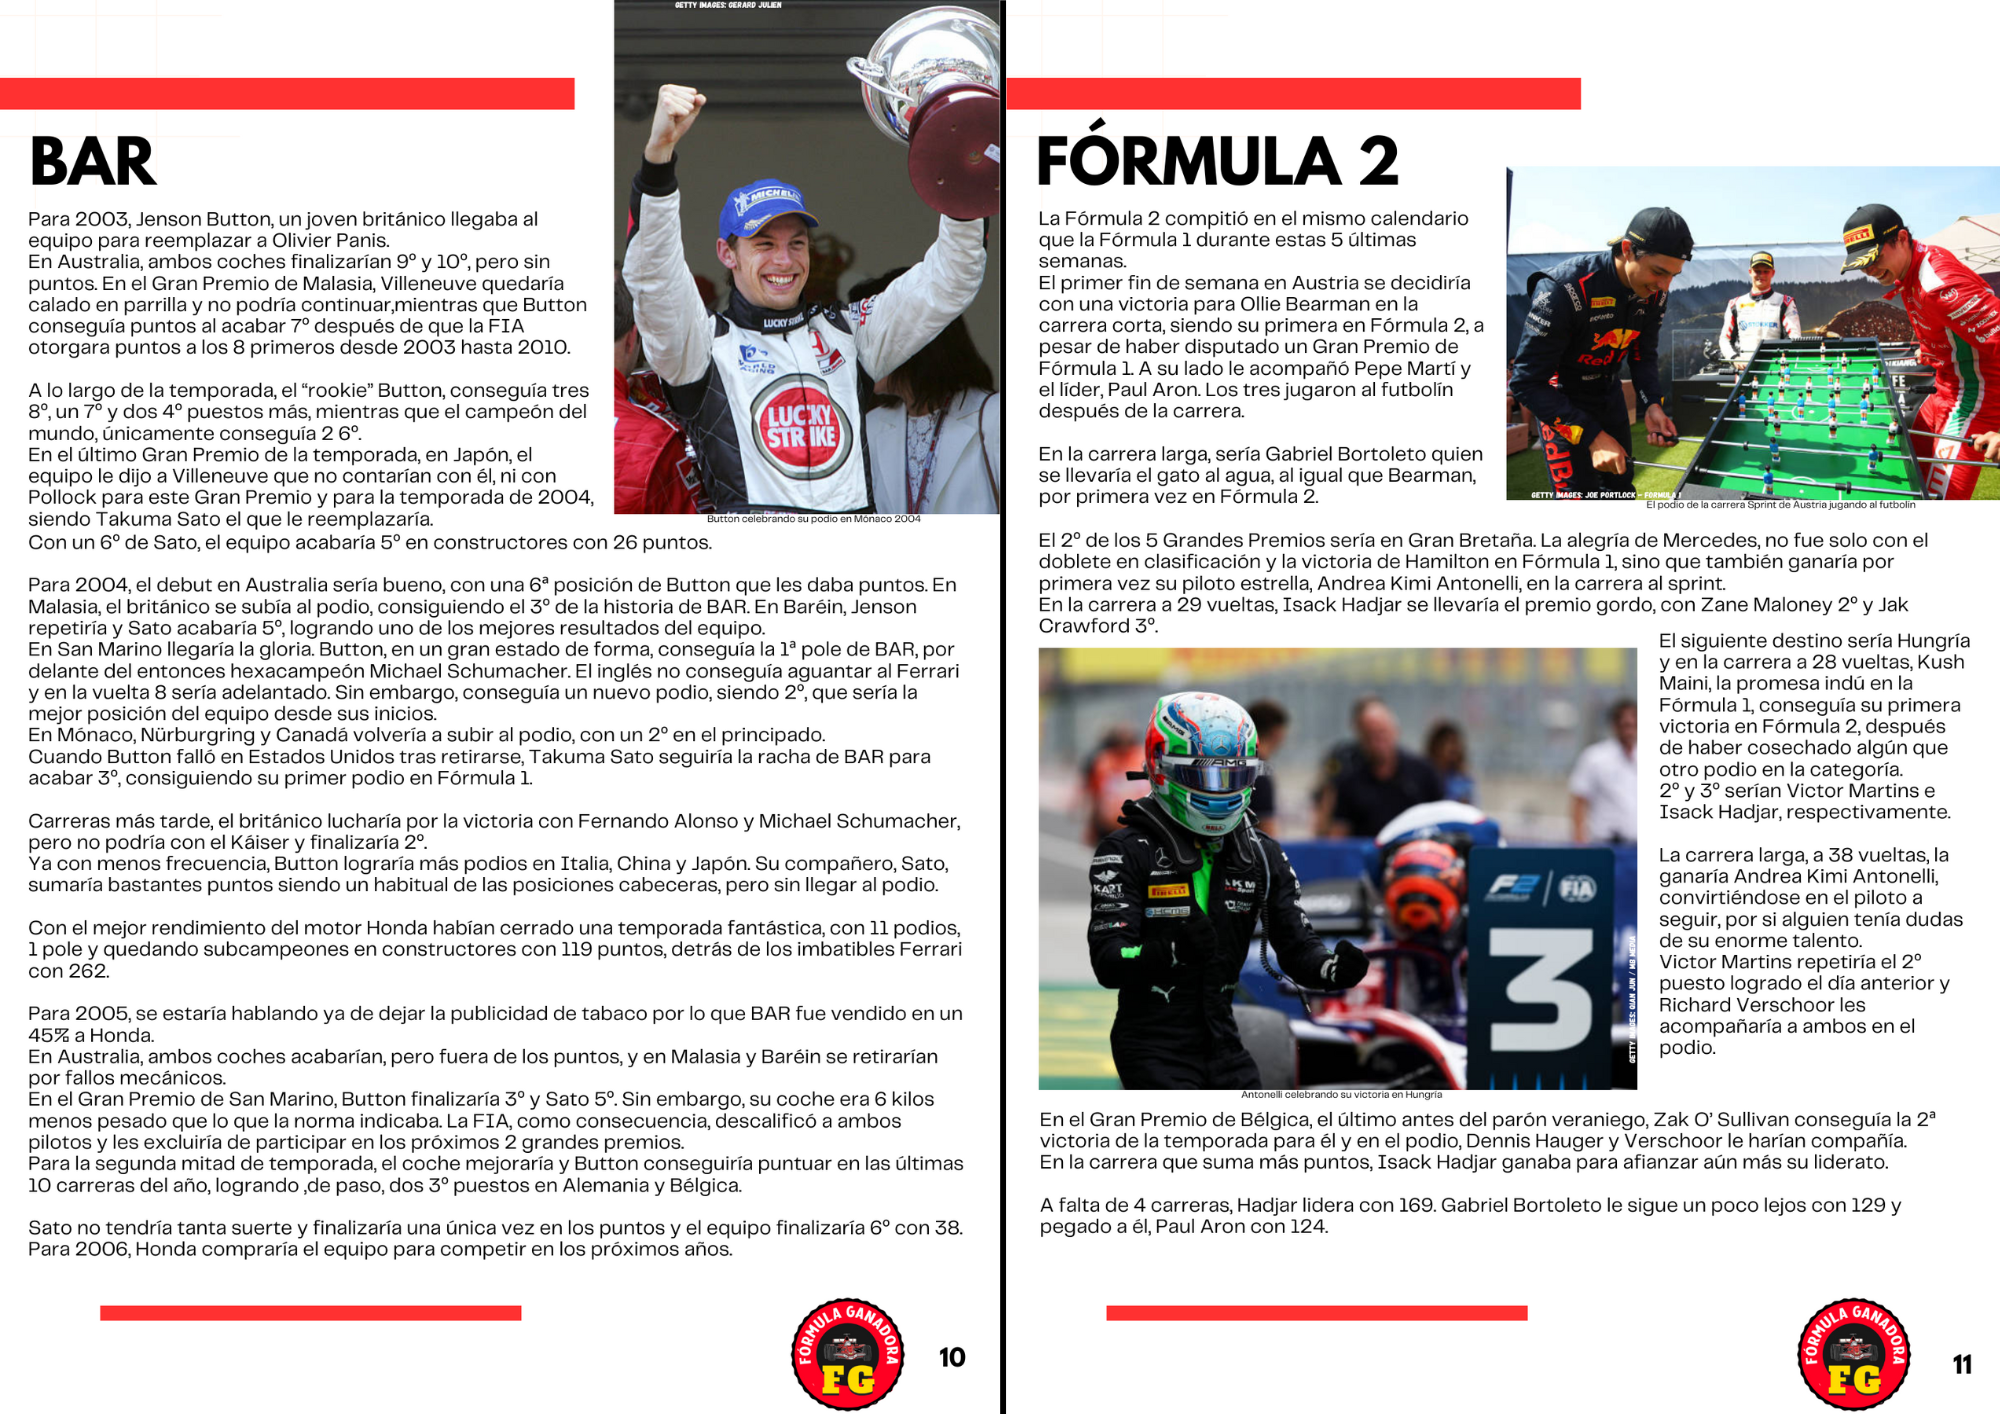 GETTY IMAGES: GERARD JULIEN
BAR
Para 2003, Jenson Button, un joven británico llegaba al
equipo para reemplazar a Olivier Panis.
En Australia, ambos coches finalizarían 9º y 10º, pero sin
puntos. En el Gran Premio de Malasia, Villeneuve quedaría
calado en parrilla y no podría continuar,mientras que Button
conseguía puntos al acabar 7º después de que la FIA
otorgara puntos a los 8 primeros desde 2003 hasta 2010.
A lo largo de la temporada, el “rookie” Button, conseguía tres
8º, un 7º y dos 4º puestos más, mientras que el campeón del
mundo, únicamente conseguía 2 6º.
En el último Gran Premio de la temporada, en Japón, el
equipo le dijo a Villeneuve que no contarían con él, ni con
Pollock para este Gran Premio y para la temporada de 2004,
siendo Takuma Sato el que le reemplazaría.
Con un 6º de Sato, el equipo acabaría 5º en constructores con 26 puntos.
MICHELIN
LUCKY STRIKE
Button celebrando su podio en Mónaco 2004
Para 2004, el debut en Australia sería bueno, con una 6ª posición de Button que les daba puntos. En
Malasia, el británico se subía al podio, consiguiendo el 3º de la historia de BAR. En Baréin, Jenson
repetiría y Sato acabaría 5º, logrando uno de los mejores resultados del equipo.
En San Marino llegaría la gloria. Button, en un gran estado de forma, conseguía la 1ª pole de BAR, por
delante del entonces hexacampeón Michael Schumacher. El inglés no conseguía aguantar al Ferrari
y en la vuelta 8 sería adelantado. Sin embargo, conseguía un nuevo podio, siendo 2º, que sería la
mejor posición del equipo desde sus inicios.
En Mónaco, Nürburgring y Canadá volvería a subir al podio, con un 2º en el principado.
Cuando Button falló en Estados Unidos tras retirarse, Takuma Sato seguiría la racha de BAR para
acabar 3º, consiguiendo su primer podio en Fórmula 1.
Carreras más tarde, el británico lucharía por la victoria con Fernando Alonso y Michael Schumacher,
pero no podría con el Káiser y finalizaría 2º.
Ya con menos frecuencia, Button lograría más podios en Italia, China y Japón. Su compañero, Sato,
sumaría bastantes puntos siendo un habitual de las posiciones cabeceras, pero sin llegar al podio.
Con el mejor rendimiento del motor Honda habían cerrado una temporada fantástica, con 11 podios,
1 pole y quedando subcampeones en constructores con 119 puntos, detrás de los imbatibles Ferrari
con 262.
Para 2005, se estaría hablando ya de dejar la publicidad de tabaco por lo que BAR fue vendido en un
45% a Honda.
En Australia, ambos coches acabarían, pero fuera de los puntos, y en Malasia y Baréin se retirarían
por fallos mecánicos.
En el Gran Premio de San Marino, Button finalizaría 3º y Sato 5º. Sin embargo, su coche era 6 kilos
menos pesado que lo que la norma indicaba. La FIA, como consecuencia, descalificó a ambos
pilotos y les excluiría de participar en los próximos 2 grandes premios.
Para la segunda mitad de temporada, el coche mejoraría y Button conseguiría puntuar en las últimas
10 carreras del año, logrando ,de paso, dos 3º puestos en Alemania y Bélgica.
Sato no tendría tanta suerte y finalizaría una única vez en los puntos y el equipo finalizaría 6º con 38.
Para 2006, Honda compraría el equipo para competir en los próximos años.
FÓRMULA GANADORA
FG
10
FÓRMULA 2
La Fórmula 2 compitió en el mismo calendario
que la Fórmula 1 durante estas 5 últimas
semanas.
El primer fin de semana en Austria se decidiría
con una victoria para Ollie Bearman en la
carrera corta, siendo su primera en Fórmula 2, a
pesar de haber disputado un Gran Premio de
Fórmula 1. A su lado le acompañó Pepe Martí y
el líder, Paul Aron. Los tres jugaron al futbolín
después de la carrera.
En la carrera larga, sería Gabriel Bortoleto quien
se llevaría el gato al agua, al igual que Bearman,
por primera vez en Fórmula 2.
GETTY IMAGES: JOE PORTLOCK - FORMULA 1
El podio de la carrera Sprint de Austria jugando al futbolín
El 2º de los 5 Grandes Premios sería en Gran Bretaña. La alegría de Mercedes, no fue solo con el
doblete en clasificación y la victoria de Hamilton en Fórmula 1, sino que también ganaría por
primera vez su piloto estrella, Andrea Kimi Antonelli, en la carrera al sprint.
En la carrera a 29 vueltas, Isack Hadjar se llevaría el premio gordo, con Zane Maloney 2º y Jak
Crawford 3º.
El siguiente destino sería Hungría
y en la carrera a 28 vueltas, Kush
Maini, la promesa indú en la
Fórmula 1, conseguía su primera
victoria en Fórmula 2, después
de haber cosechado algún que
otro podio en la categoría.
2º y 3º serían Victor Martins e
Isack Hadjar, respectivamente.
La carrera larga, a 38 vueltas, la
ganaría Andrea Kimi Antonelli,
convirtiéndose en el piloto a
seguir, por si alguien tenía dudas
de su enorme talento.
Victor Martins repetiría el 2º
puesto logrado el día anterior y
Richard Verschoor les
acompañaría a ambos en el
podio.
AMG
KART
PIRELLI
F2 FIA
3
GETTY IMAGES: QIAN JUN / MB MEDIA
Antonelli celebrando su victoria en Hungría
En el Gran Premio de Bélgica, el último antes del parón veraniego, Zak O’ Sullivan conseguía la 2ª
victoria de la temporada para él y en el podio, Dennis Hauger y Verschoor le harían compañía.
En la carrera que suma más puntos, Isack Hadjar ganaba para afianzar aún más su liderato.
A falta de 4 carreras, Hadjar lidera con 169. Gabriel Bortoleto le sigue un poco lejos con 129 y
pegado a él, Paul Aron con 124.
FÓRMULA GANADORA
FG
11